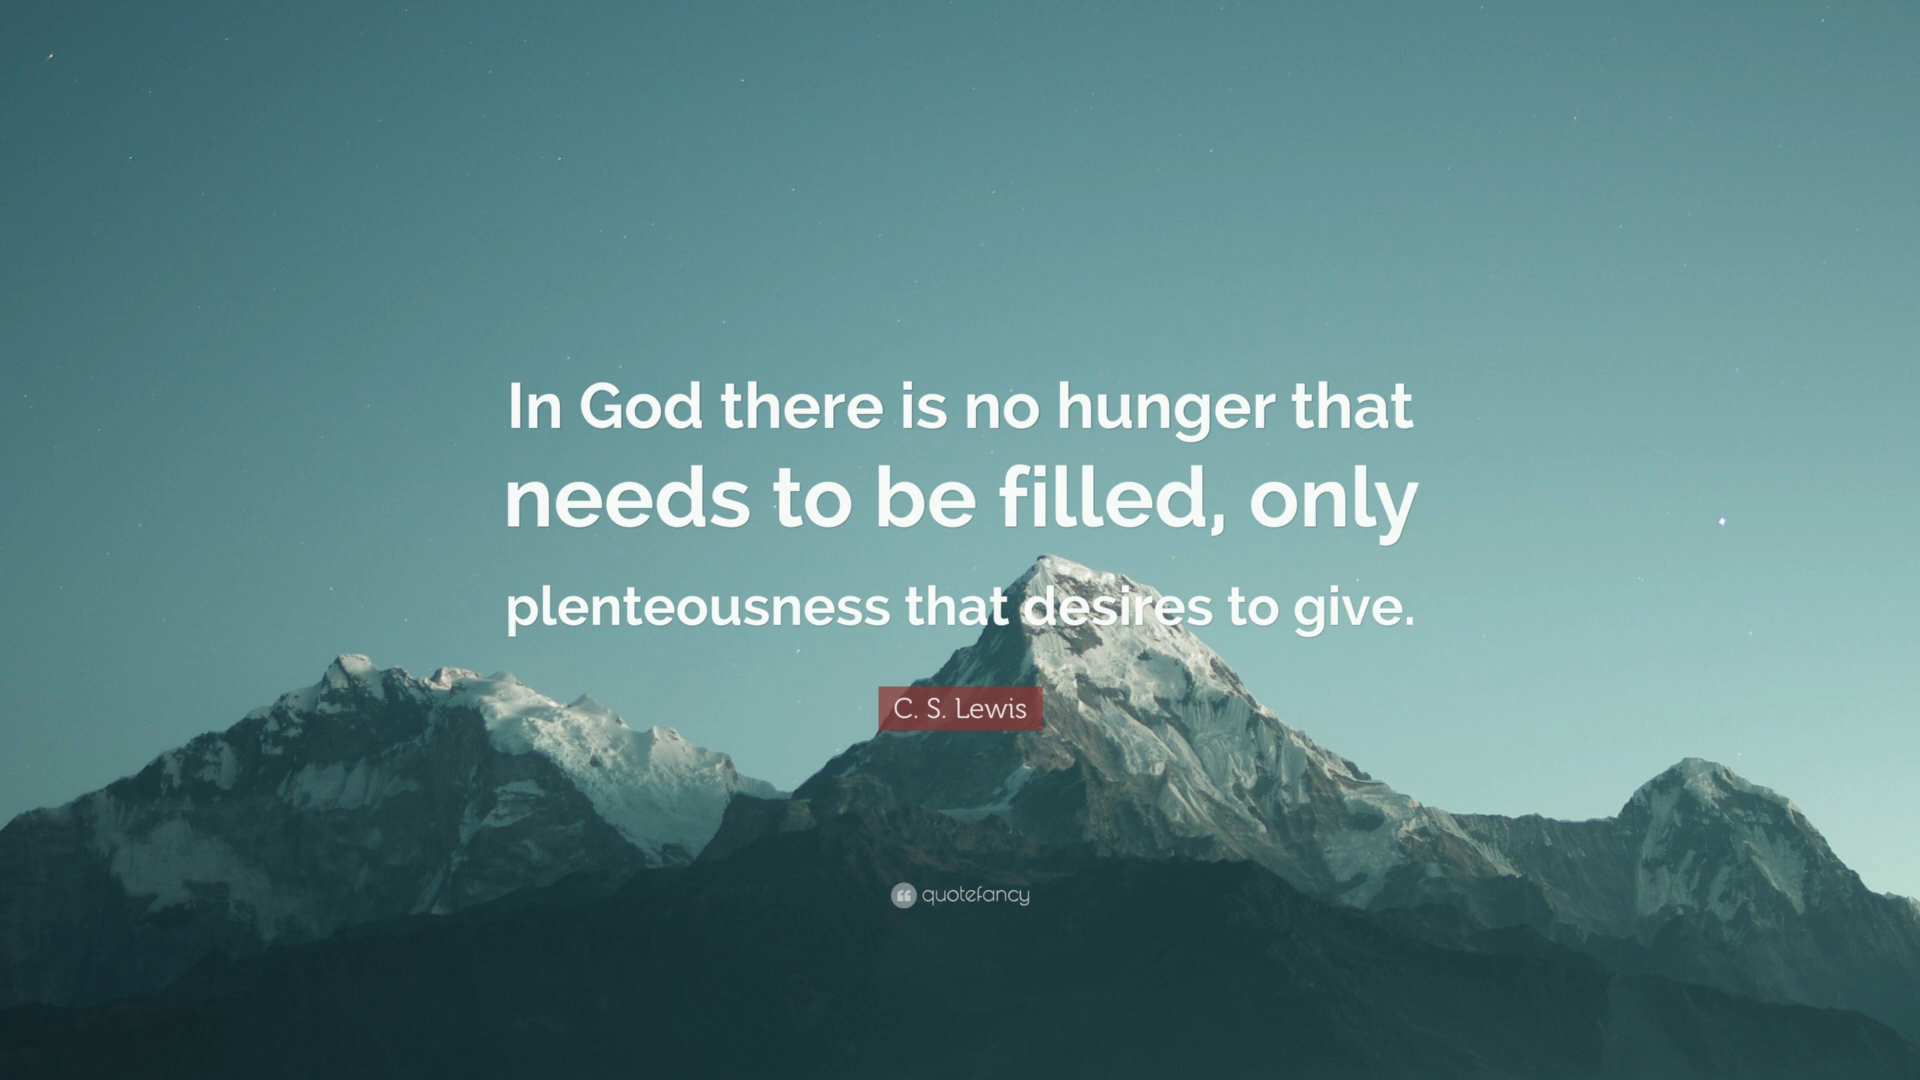 In God there is no hunger that
needs to be filled, only
plenteousness that desires to give.
C. S. Lewis
quotefancy